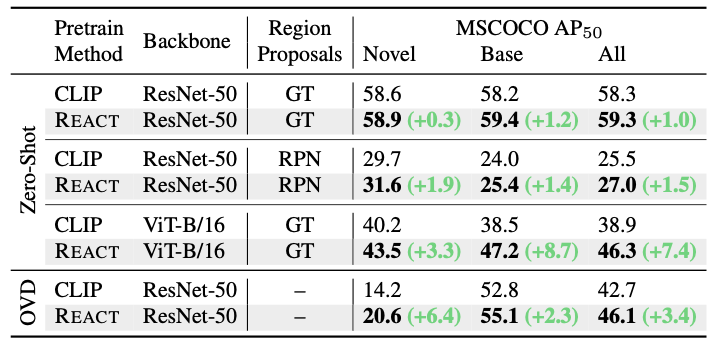 Pretrain Method Backbone Region Proposals MSCOCO AP50
Novel Base All
Zero-Shot
CLIP ResNet-50 GT 58.6 58.2 58.3
REACT ResNet-50 GT 58.9 (+0.3) 59.4 (+1.2) 59.3 (+1.0)
CLIP ResNet-50 RPN 29.7 24.0 25.5
REACT ResNet-50 RPN 31.6 (+1.9) 25.4 (+1.4) 27.0 (+1.5)
CLIP ViT-B/16 GT 40.2 38.5 38.9
REACT ViT-B/16 GT 43.5 (+3.3) 47.2 (+8.7) 46.3 (+7.4)
OVD
CLIP ResNet-50 – 14.2 52.8 42.7
REACT ResNet-50 – 20.6 (+6.4) 55.1 (+2.3) 46.1 (+3.4)